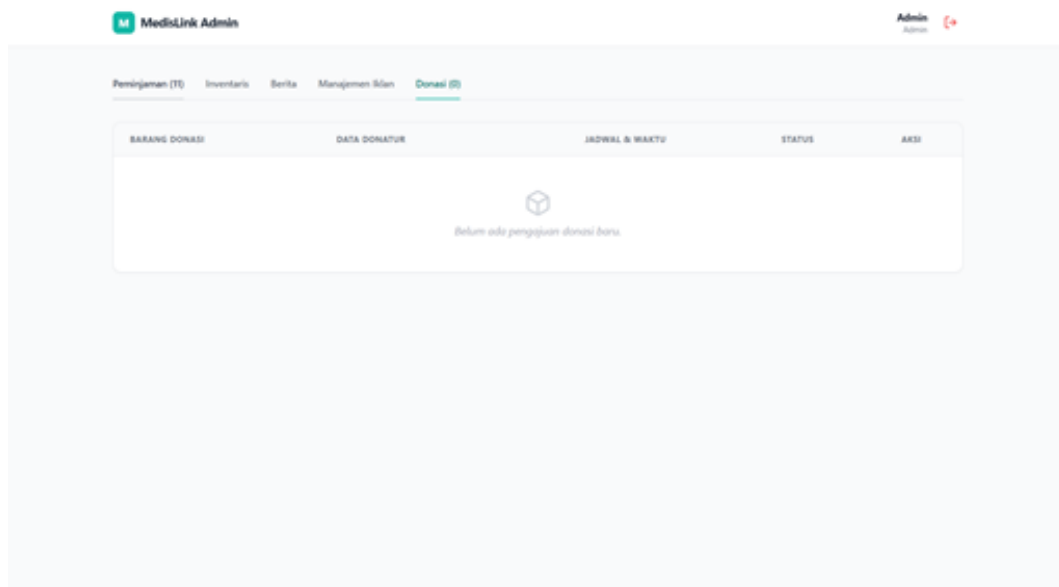 M MedisLink Admin
Admin
Admin
Peminjaman (11) Inventaris Berita Manajemen Iklan Donasi (0)
BARANG DONASI DATA DONATUR JADWAL & WAKTU STATUS AKSI
Belum ada pengajuan donasi baru.